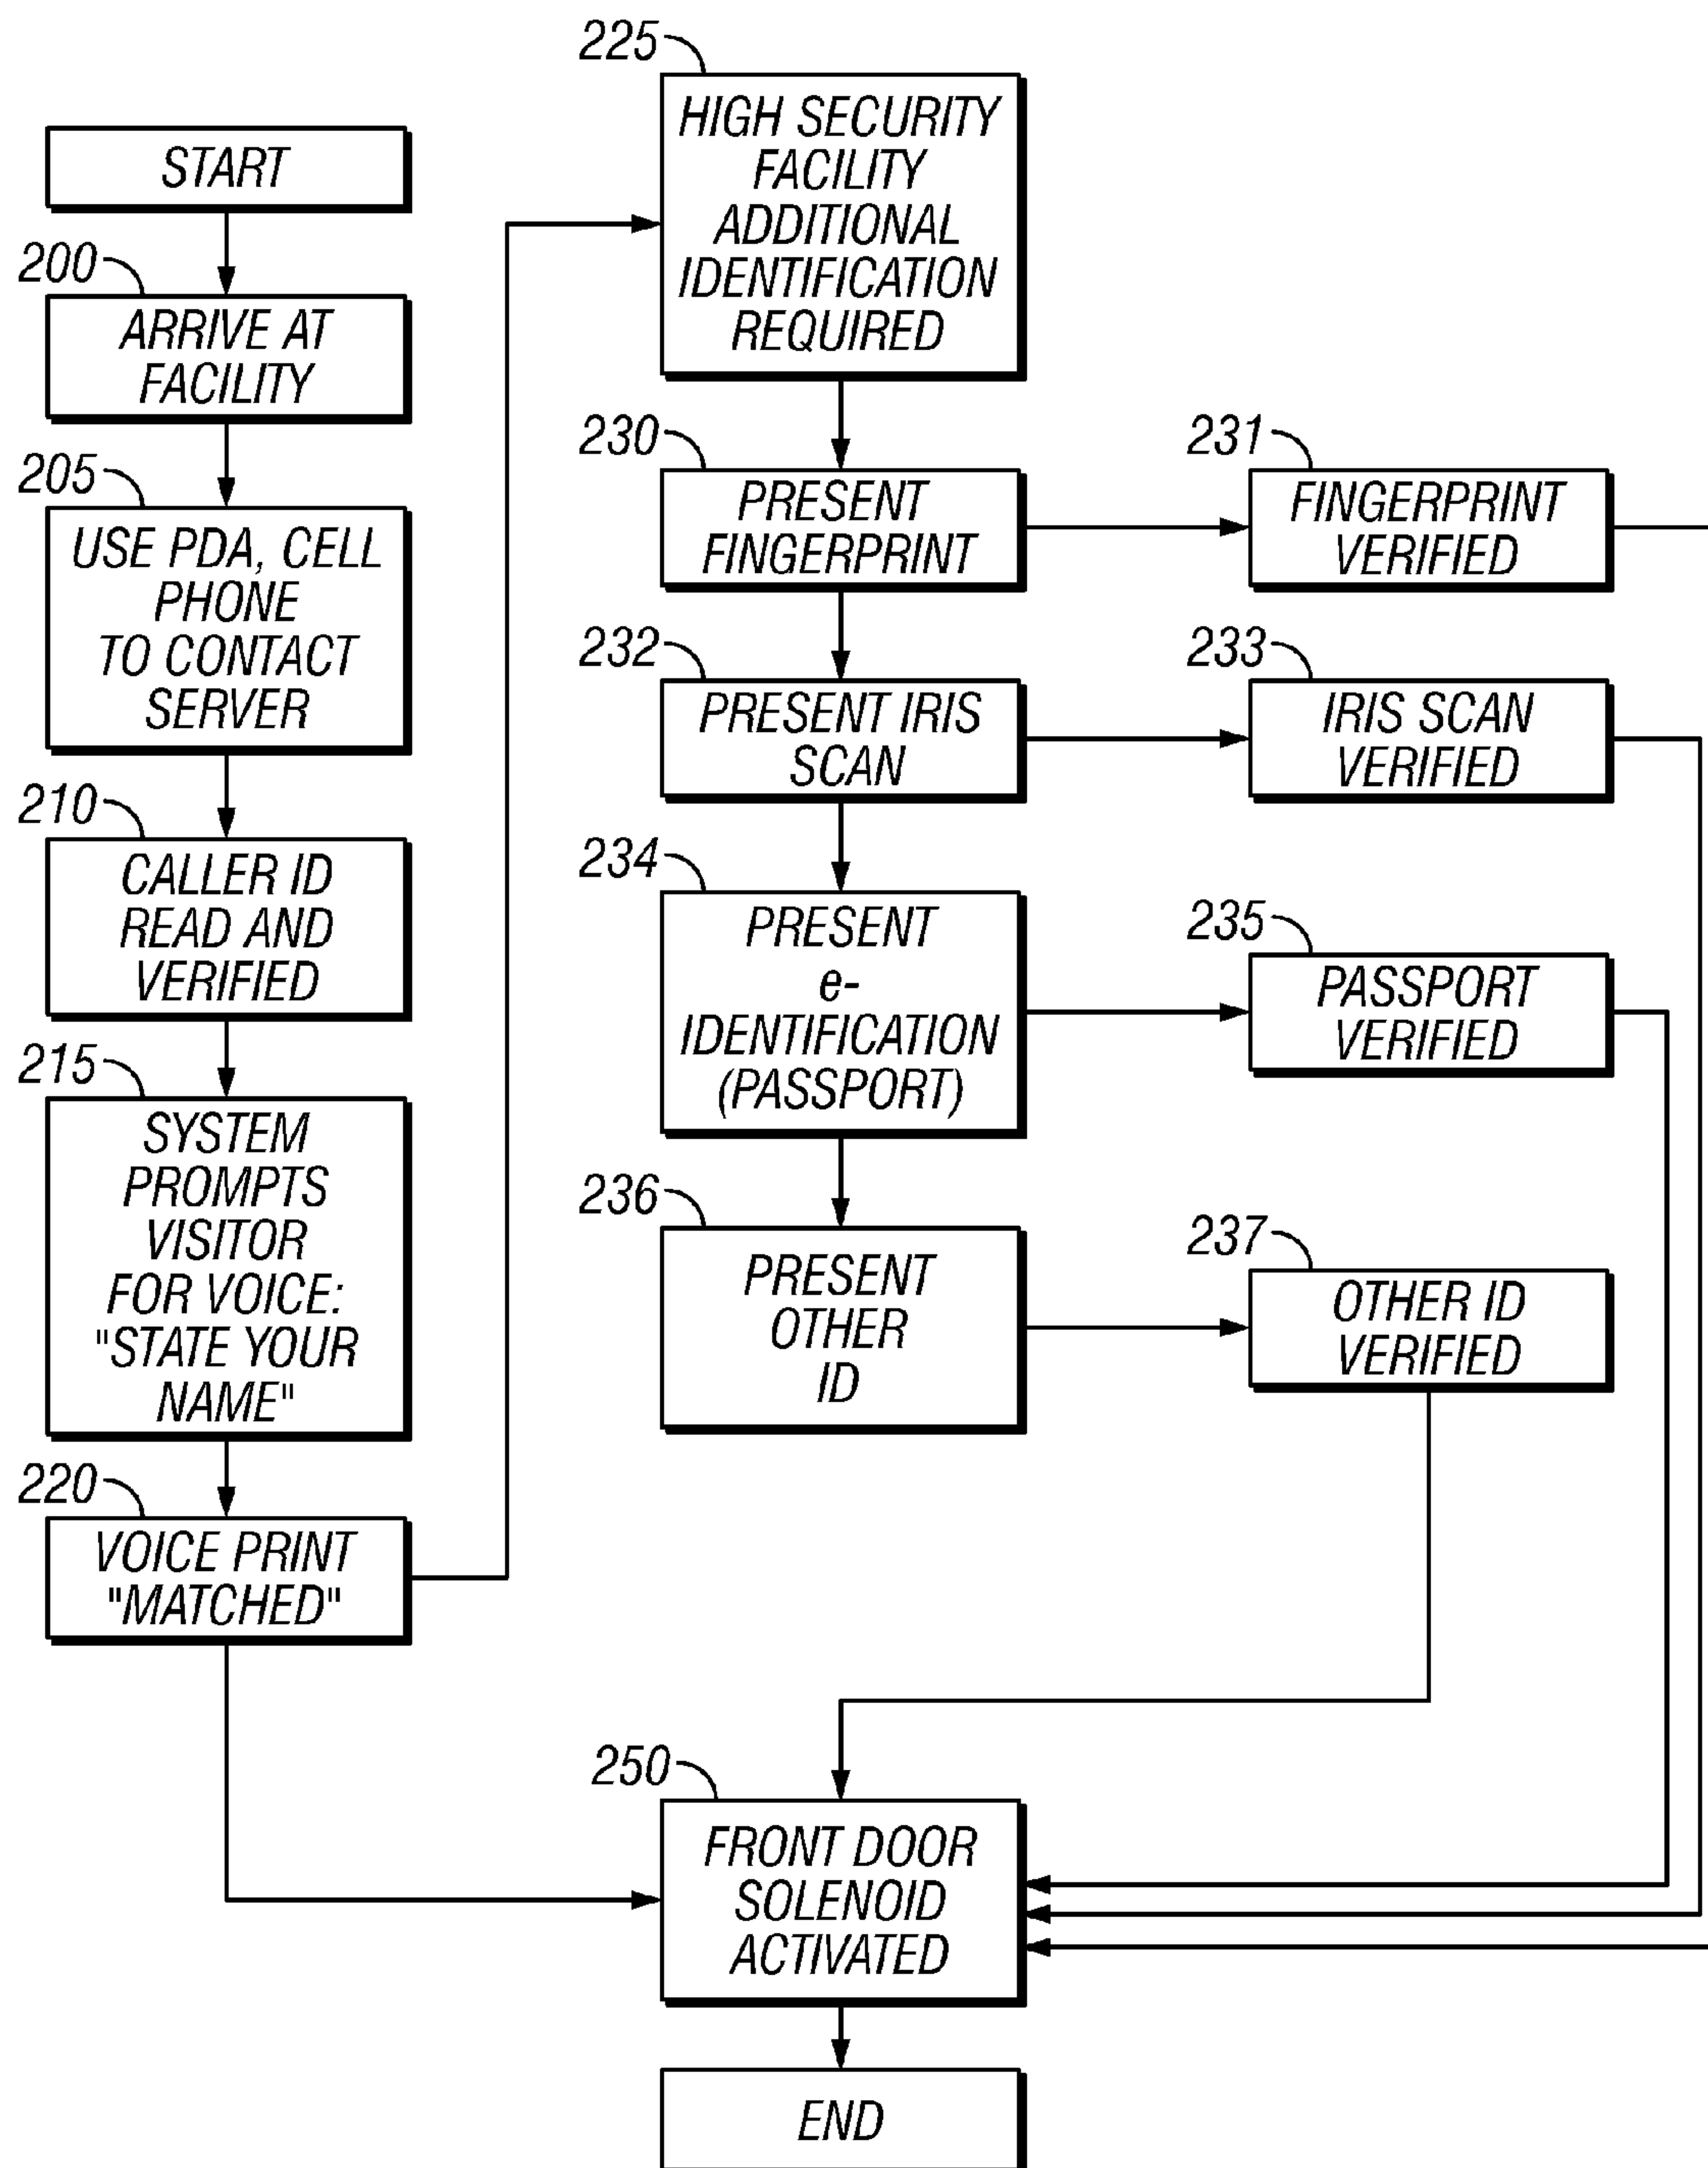 START
200
ARRIVE AT
FACILITY
205
USE PDA, CELL
PHONE
TO CONTACT
SERVER
210
CALLER ID
READ AND
VERIFIED
215
SYSTEM
PROMPTS
VISITOR
FOR VOICE:
"STATE YOUR
NAME"
220
VOICE PRINT
"MATCHED"
225
HIGH SECURITY
FACILITY
ADDITIONAL
IDENTIFICATION
REQUIRED
230
PRESENT
FINGERPRINT
231
FINGERPRINT
VERIFIED
232
PRESENT IRIS
SCAN
233
IRIS SCAN
VERIFIED
234
PRESENT
e-
IDENTIFICATION
(PASSPORT)
235
PASSPORT
VERIFIED
236
PRESENT
OTHER
ID
237
OTHER ID
VERIFIED
250
FRONT DOOR
SOLENOID
ACTIVATED
END